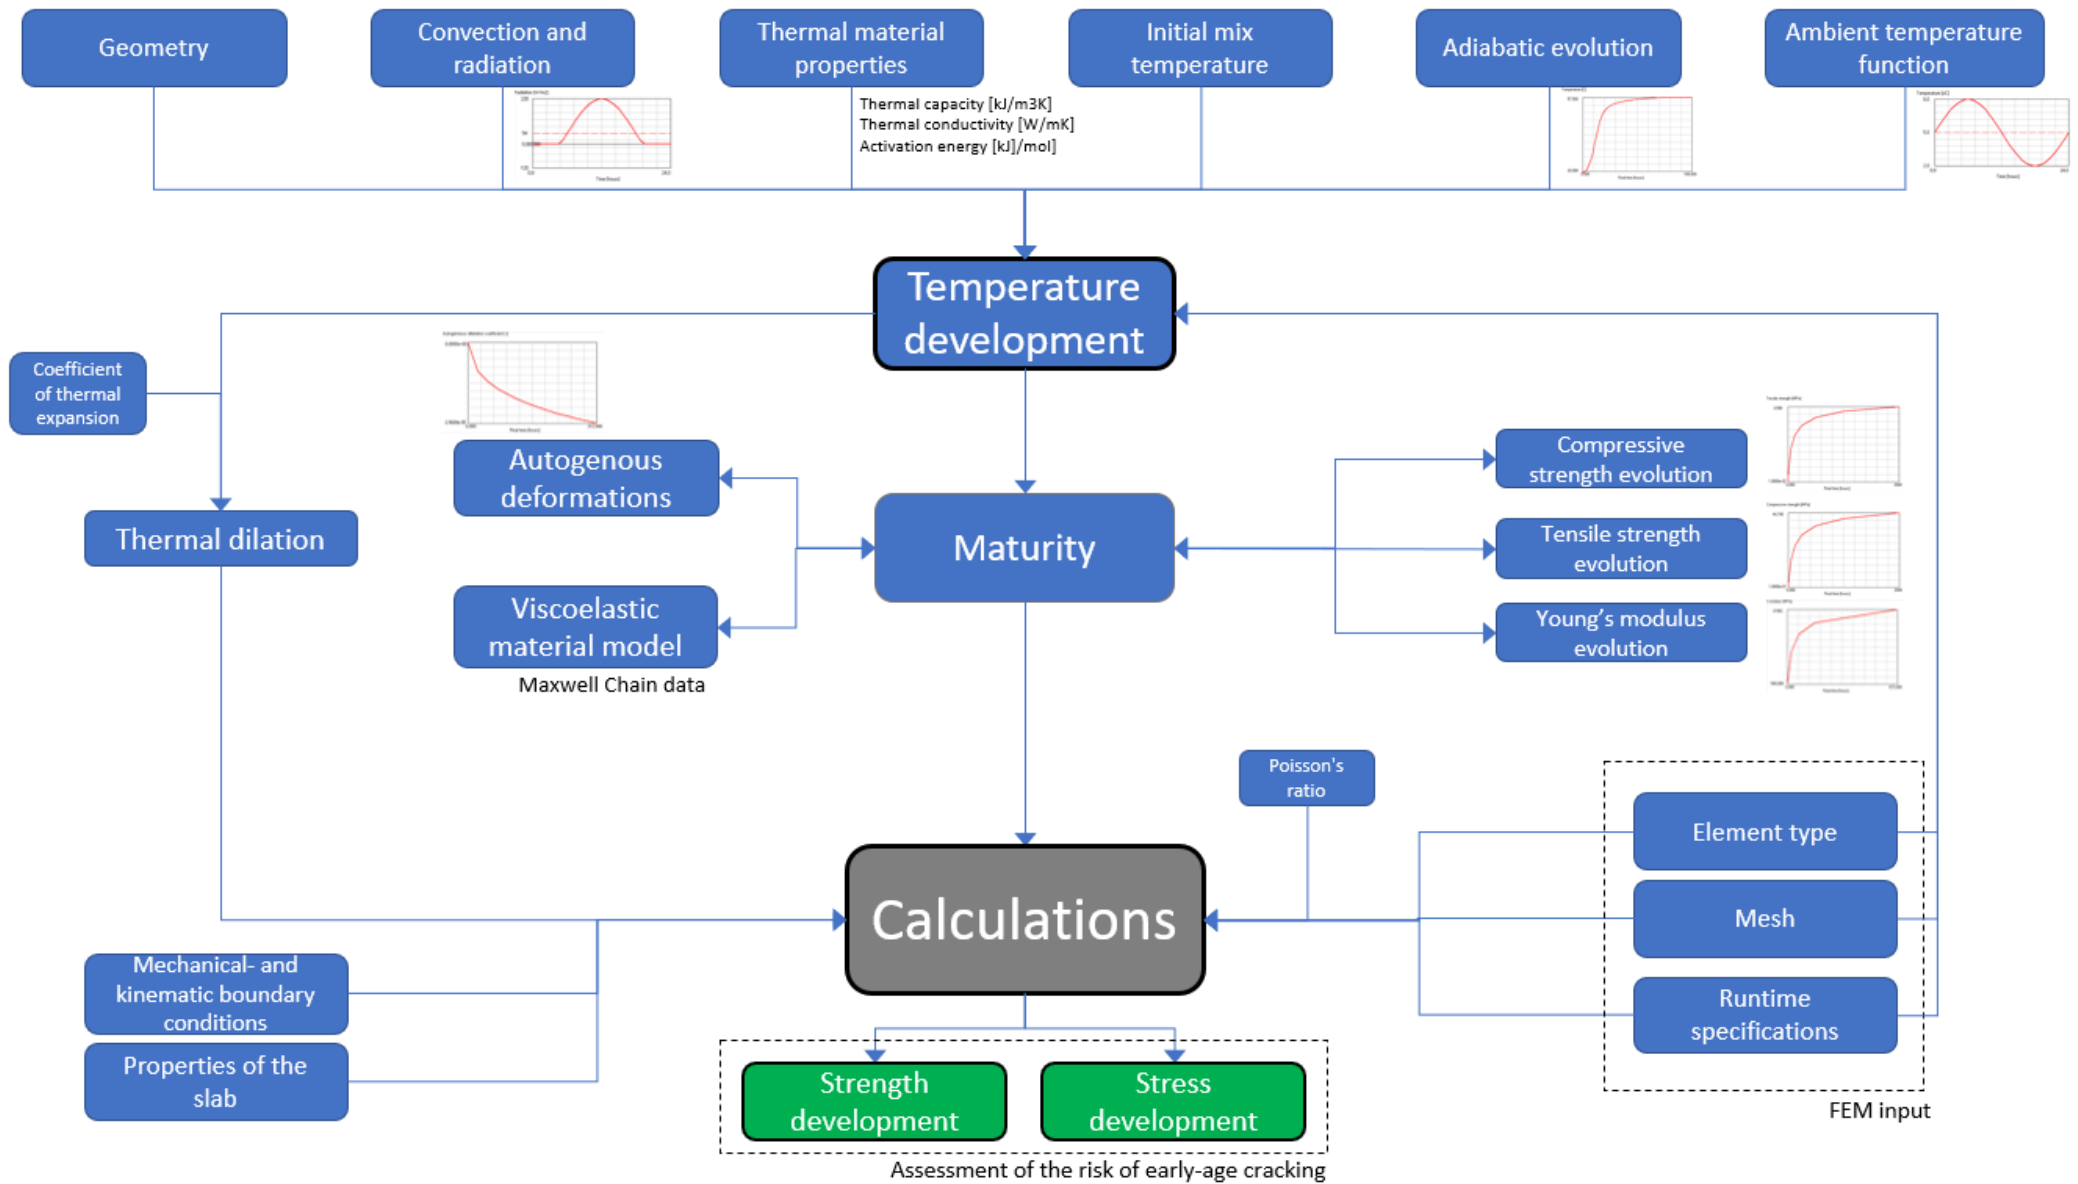 Geometry
Convection and
radiation
Thermal material
properties
Initial mix
temperature
Adiabatic evolution
Ambient temperature
function
Thermal capacity [kJ/m3K]
Thermal conductivity [W/mK]
Activation energy [kJ]/mol]
Time [hours]
Time [hours]
Temperature
development
Coefficient
of thermal
expansion
Autogenous
deformations
Compressive
strength evolution
Thermal dilation
Maturity
Tensile strength
evolution
Viscoelastic
material model
Maxwell Chain data
Young's modulus
evolution
Poisson's
ratio
Element type
Calculations
Mesh
Mechanical- and
kinematic boundary
conditions
Runtime
specifications
Properties of the
slab
Strength
development
Stress
development
FEM input
Assessment of the risk of early-age cracking